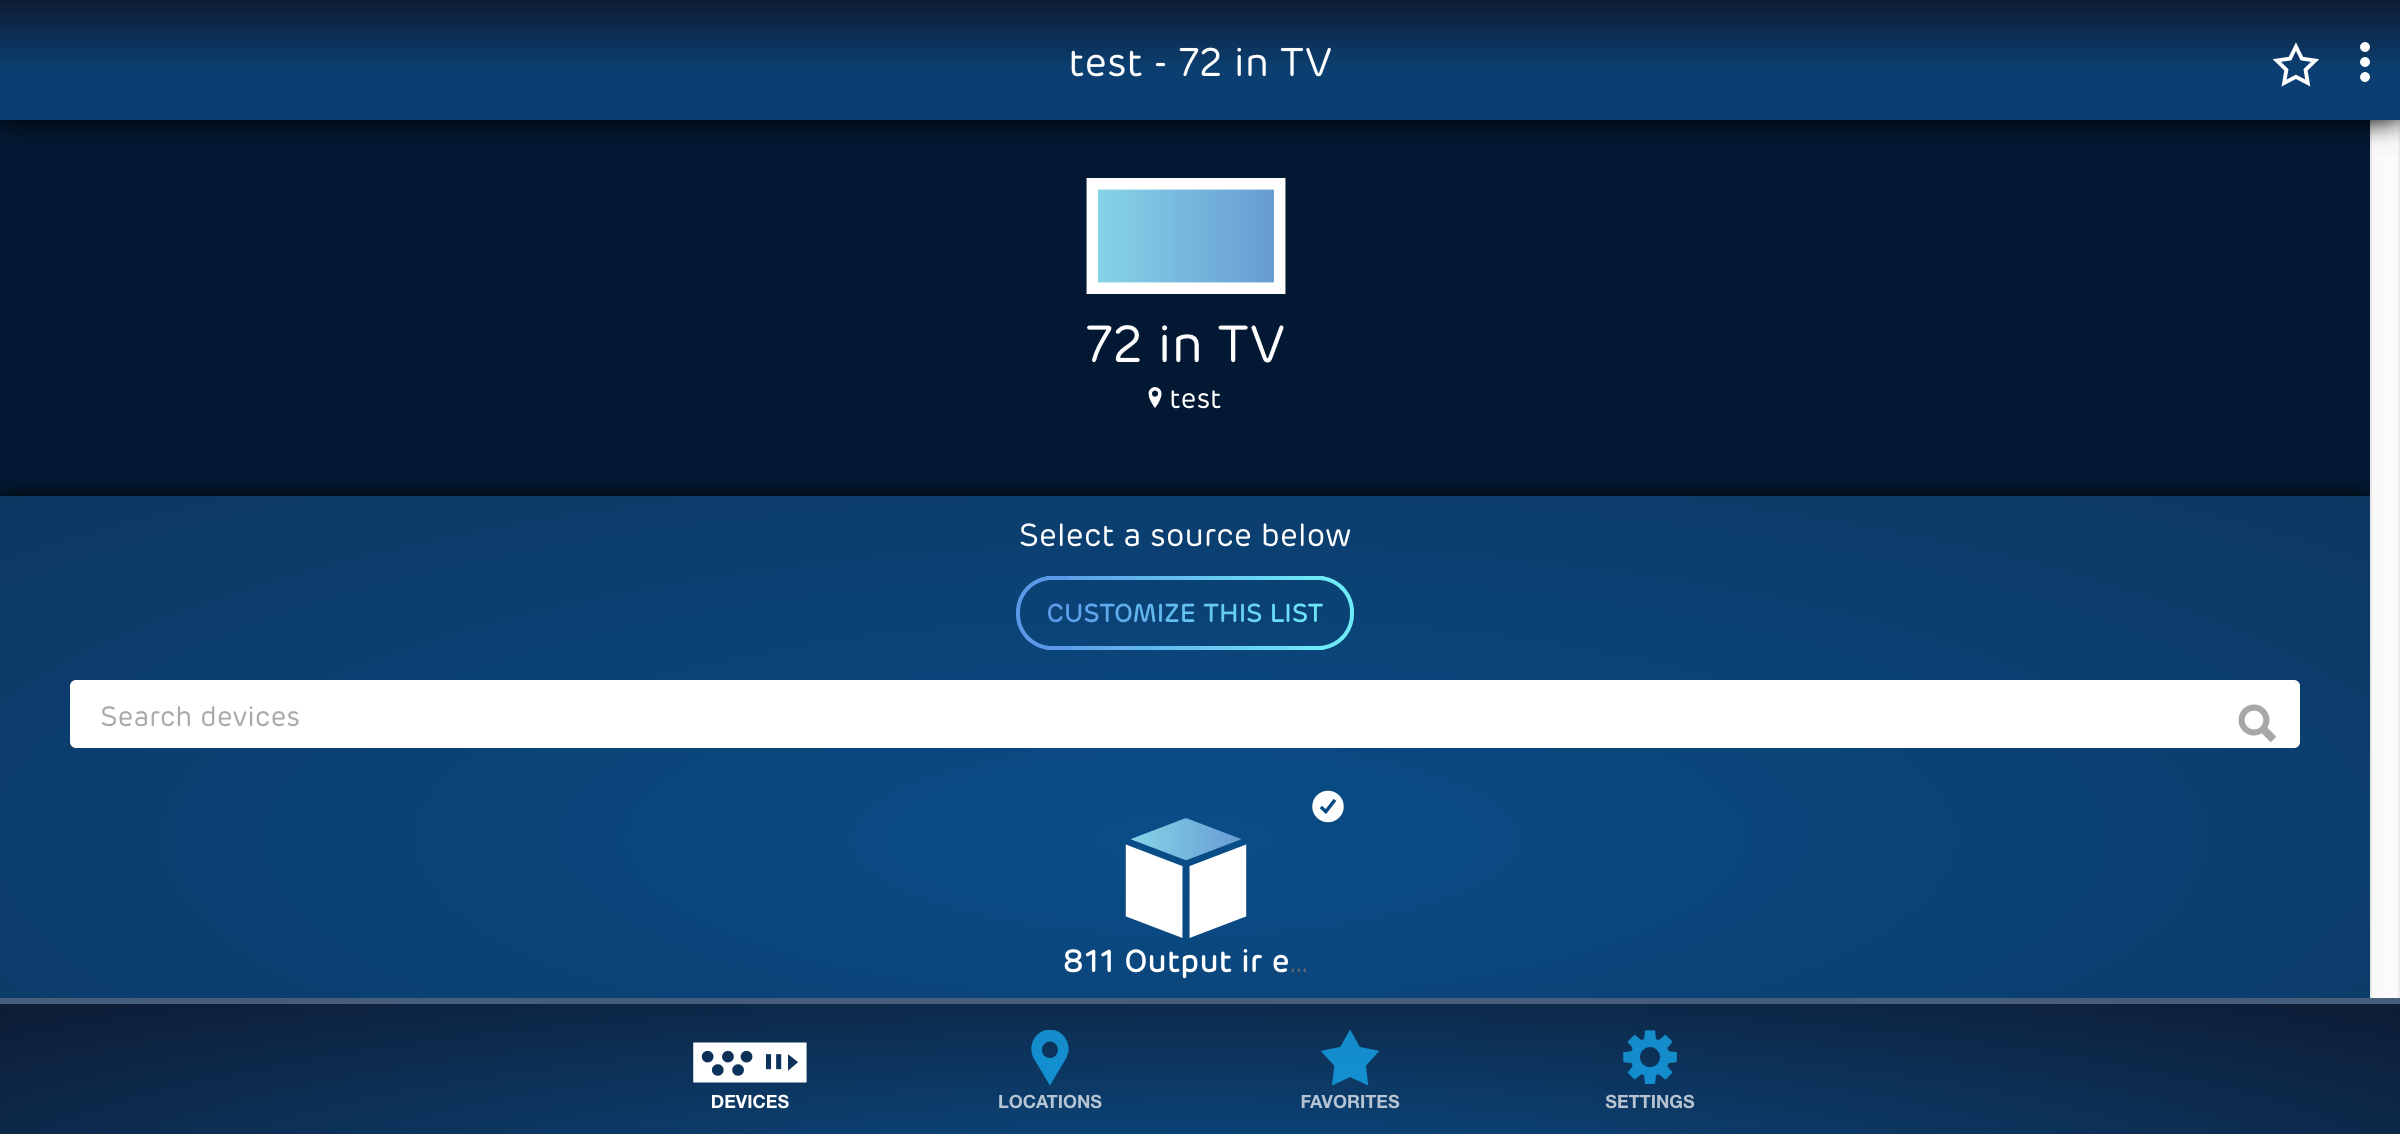 test - 72 in TV
72 in TV
test
Select a source below
CUSTOMIZE THIS LIST
Search devices
811 Output ir e...
DEVICES
LOCATIONS
FAVORITES
SETTINGS